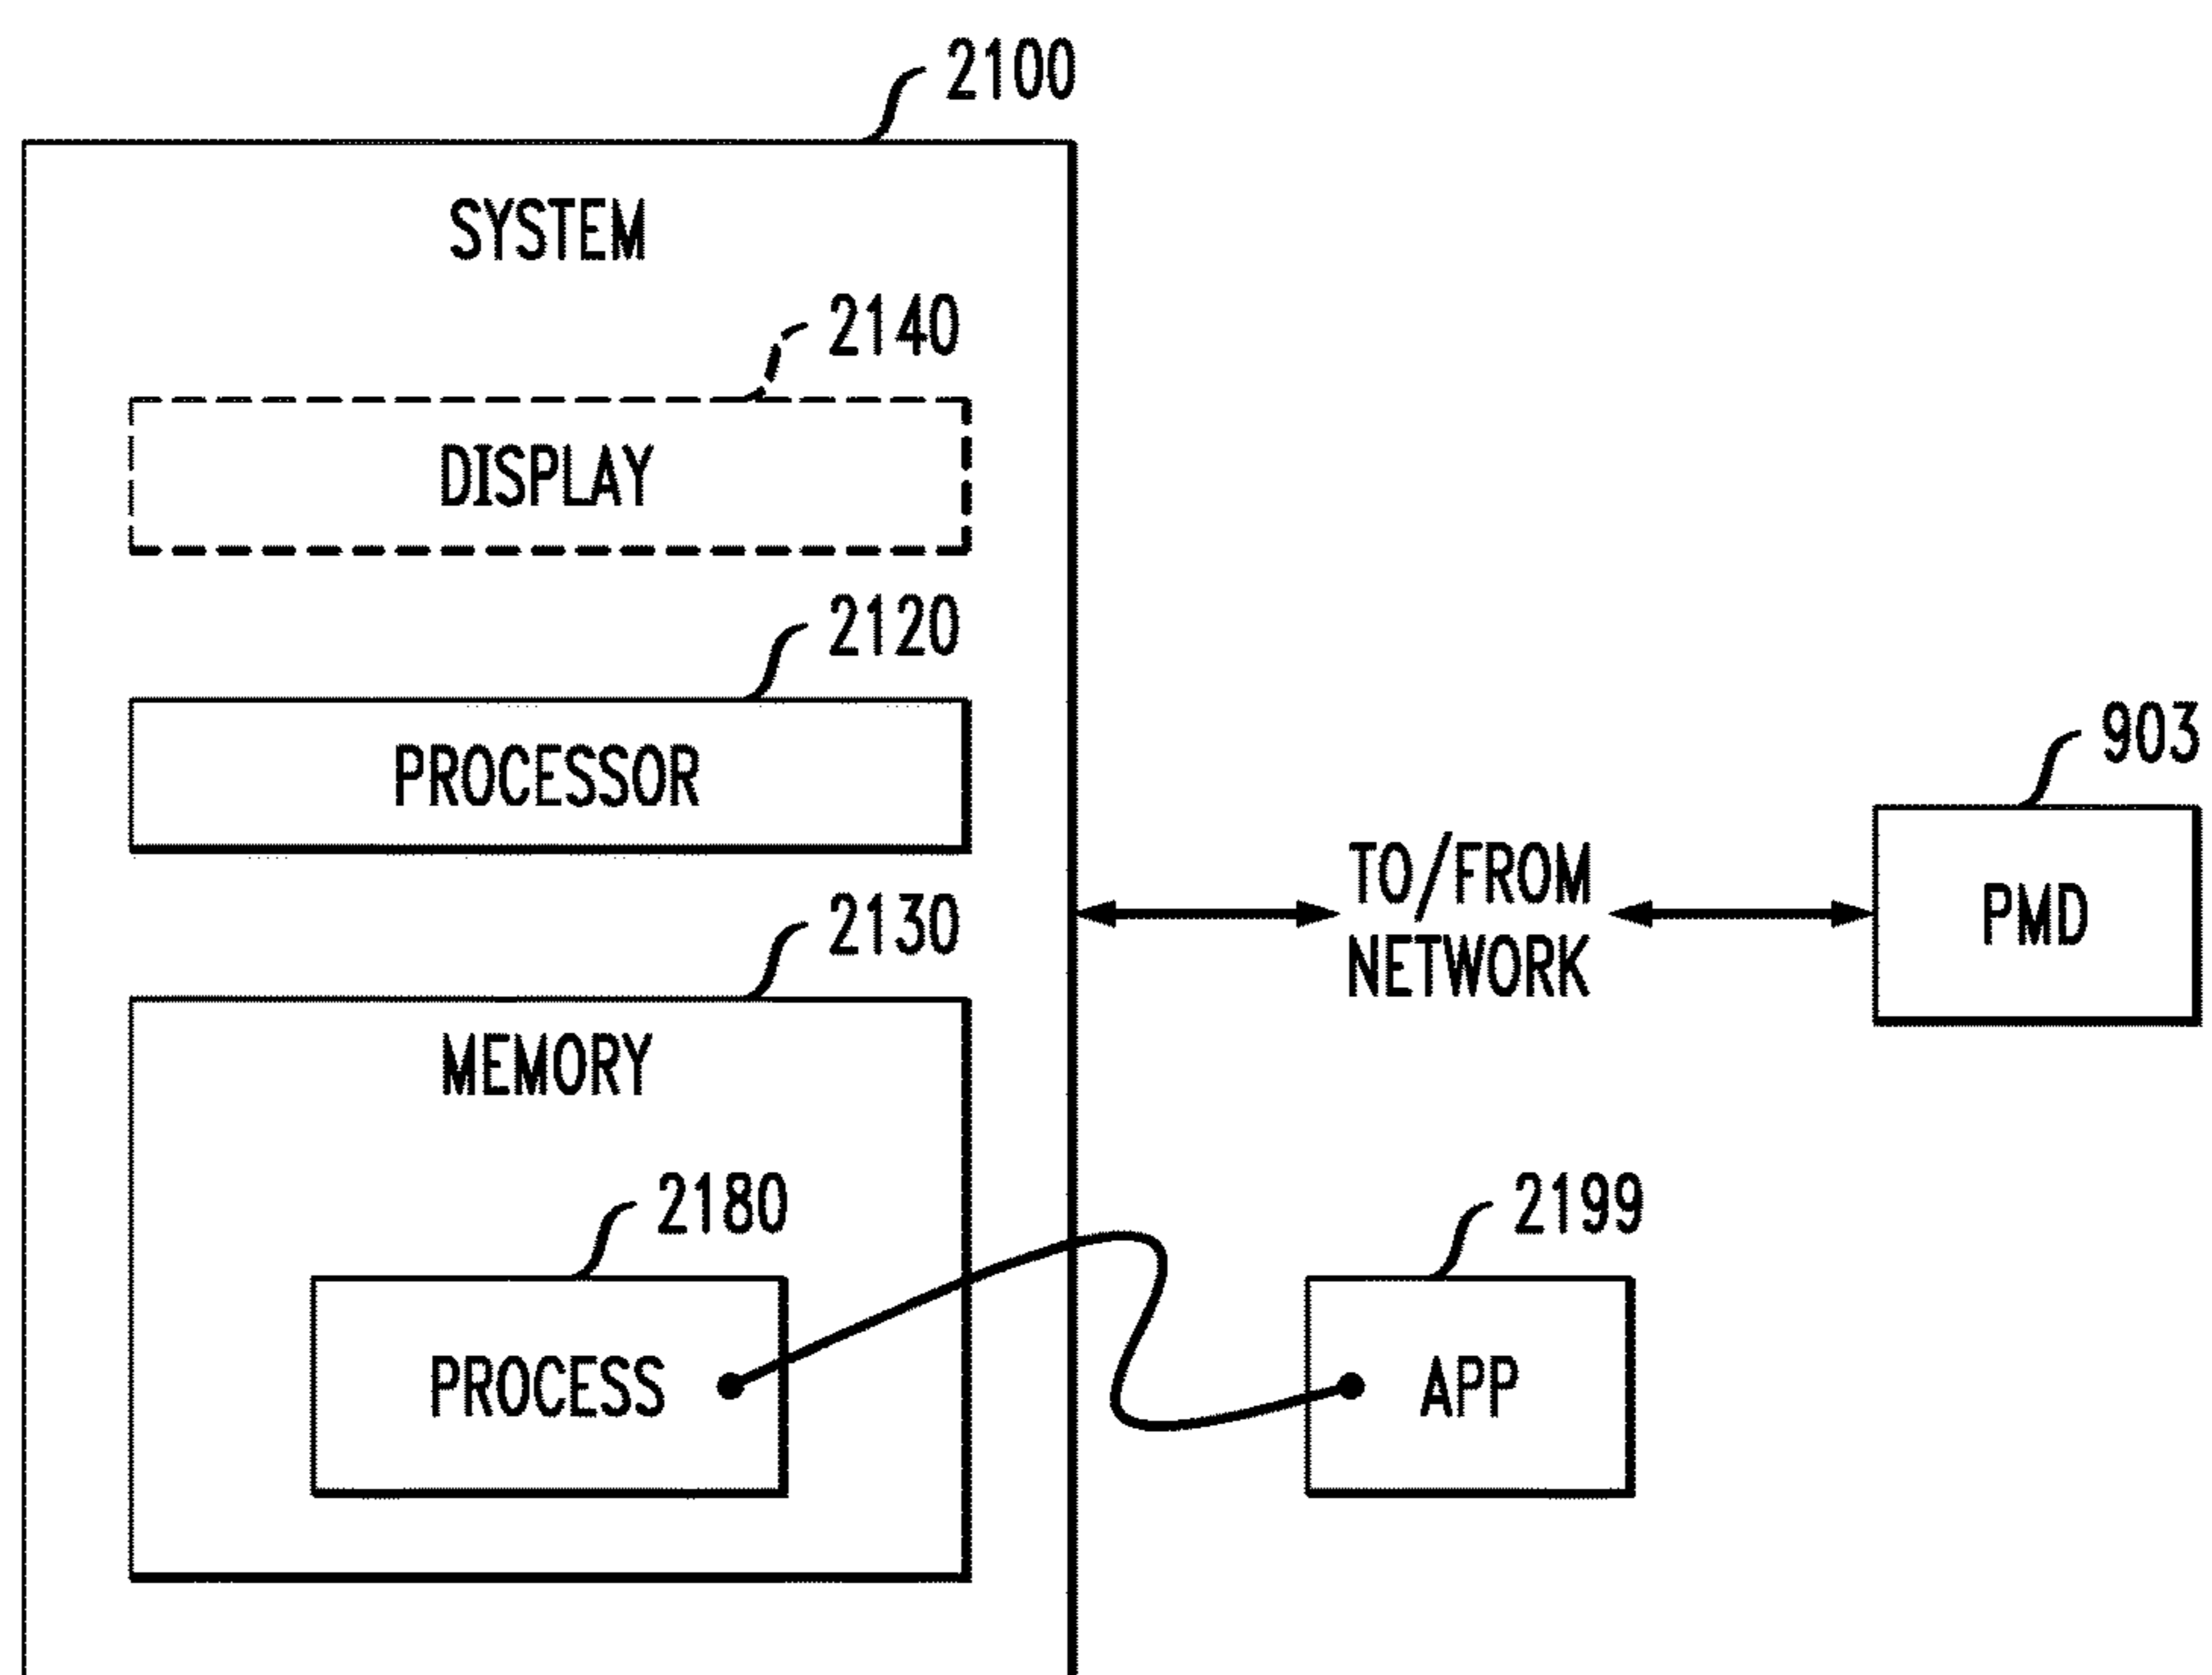 2100
SYSTEM
2140
DISPLAY
2120
PROCESSOR
903
TO/FROM
NETWORK
PMD
2130
MEMORY
2180
PROCESS
2199
APP